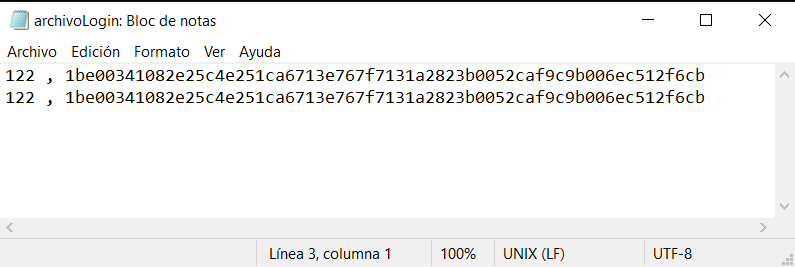 archivoLogin: Bloc de notas
Archivo Edición Formato Ver Ayuda
122 , 1be00341082e25c4e251ca6713e767f7131a2823b0052caf9c9b006ec512f6cb
122 , 1be00341082e25c4e251ca6713e767f7131a2823b0052caf9c9b006ec512f6cb
Línea 3, columna 1 100% UNIX (LF) UTF-8